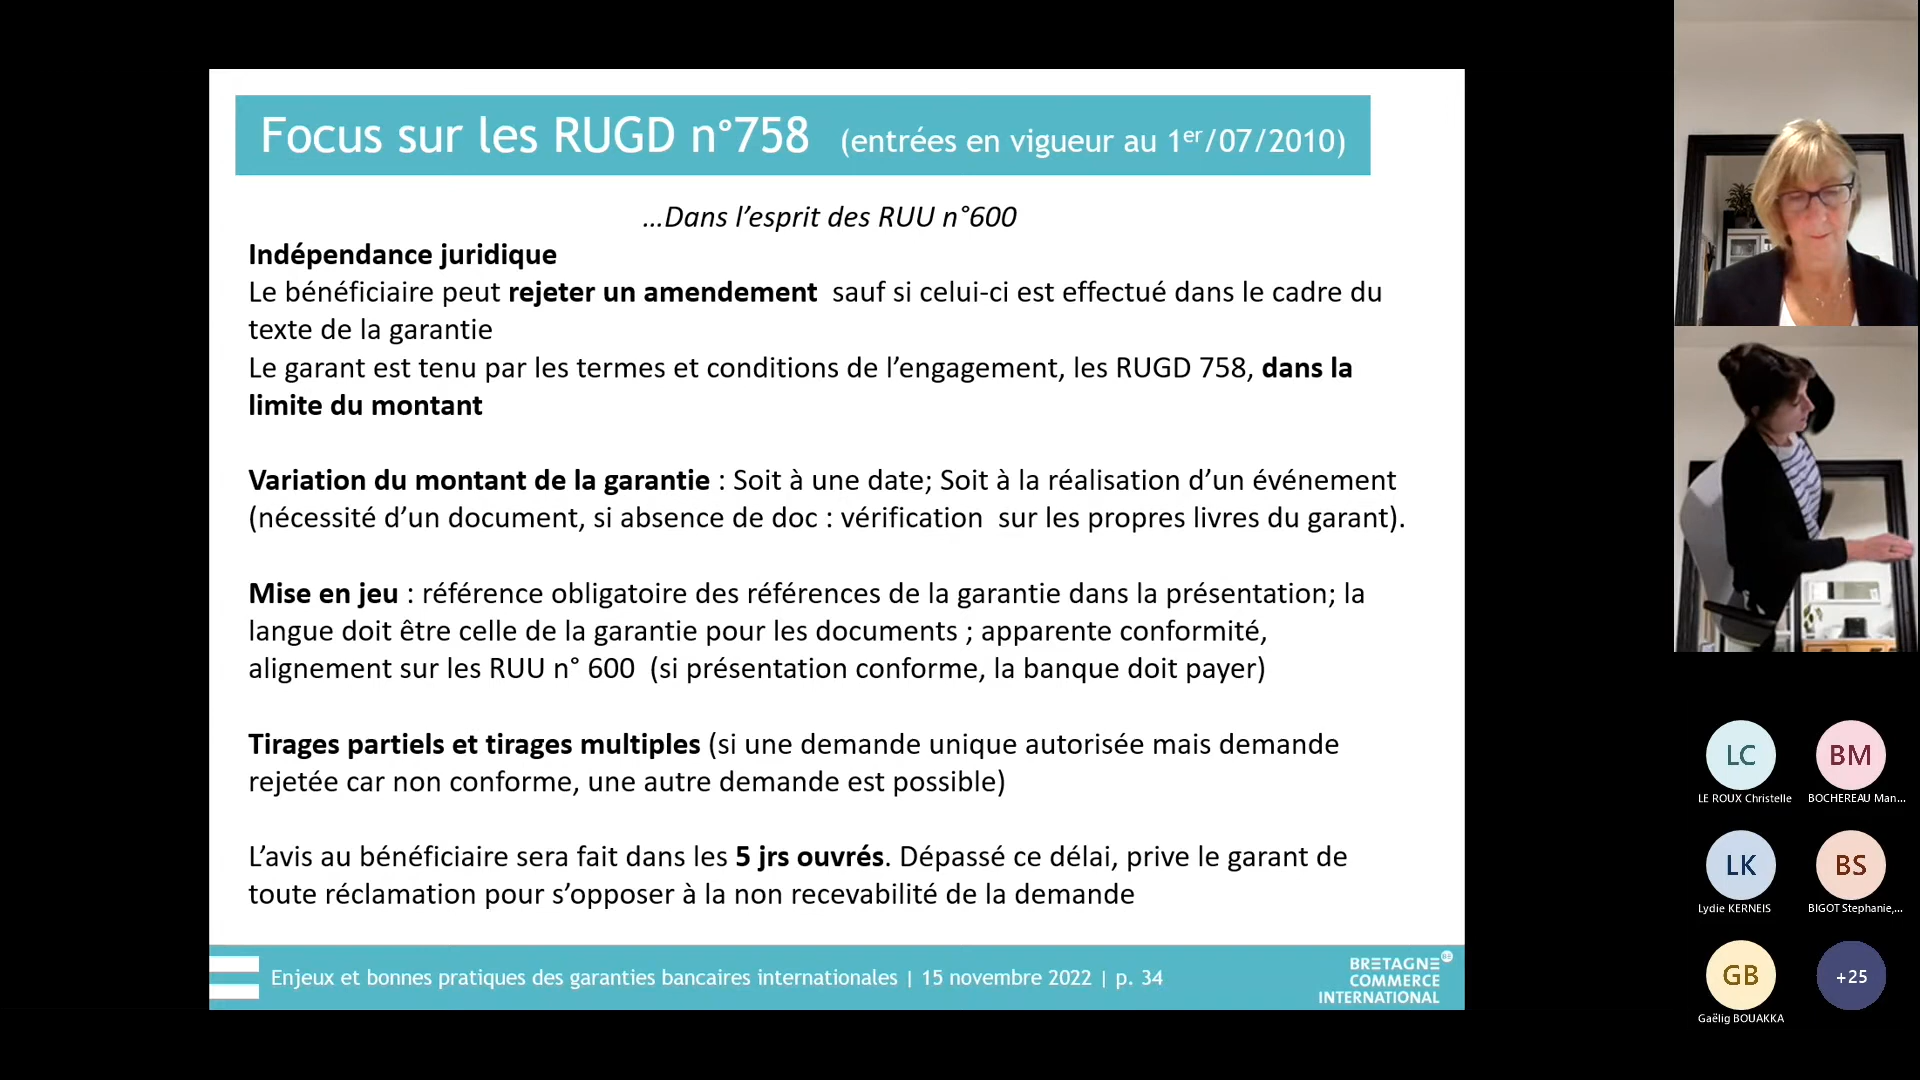 Focus sur les RUGD n°758 (entrées en vigueur au 1er/07/2010)
...Dans l’esprit des RUU n°600
Indépendance juridique
Le bénéficiaire peut rejeter un amendement sauf si celui-ci est effectué dans le cadre du
texte de la garantie
Le garant est tenu par les termes et conditions de l’engagement, les RUGD 758, dans la
limite du montant
Variation du montant de la garantie : Soit à une date; Soit à la réalisation d’un événement
(nécessité d’un document, si absence de doc : vérification sur les propres livres du garant).
Mise en jeu : référence obligatoire des références de la garantie dans la présentation; la
langue doit être celle de la garantie pour les documents ; apparente conformité,
alignement sur les RUU n° 600 (si présentation conforme, la banque doit payer)
Tirages partiels et tirages multiples (si une demande unique autorisée mais demande
rejetée car non conforme, une autre demande est possible)
L’avis au bénéficiaire sera fait dans les 5 jrs ouvrés. Dépassé ce délai, prive le garant de
toute réclamation pour s’opposer à la non recevabilité de la demande
Enjeux et bonnes pratiques des garanties bancaires internationales | 15 novembre 2022 | p. 34
BRETAGNE
COMMERCE
INTERNATIONAL
LC
BM
LE ROUX Christelle
BOCHEREAU Man...
LK
BS
Lydie KERNEIS
BIGOT Stephanie,...
GB
+25
Gaëlig BOUAKKA